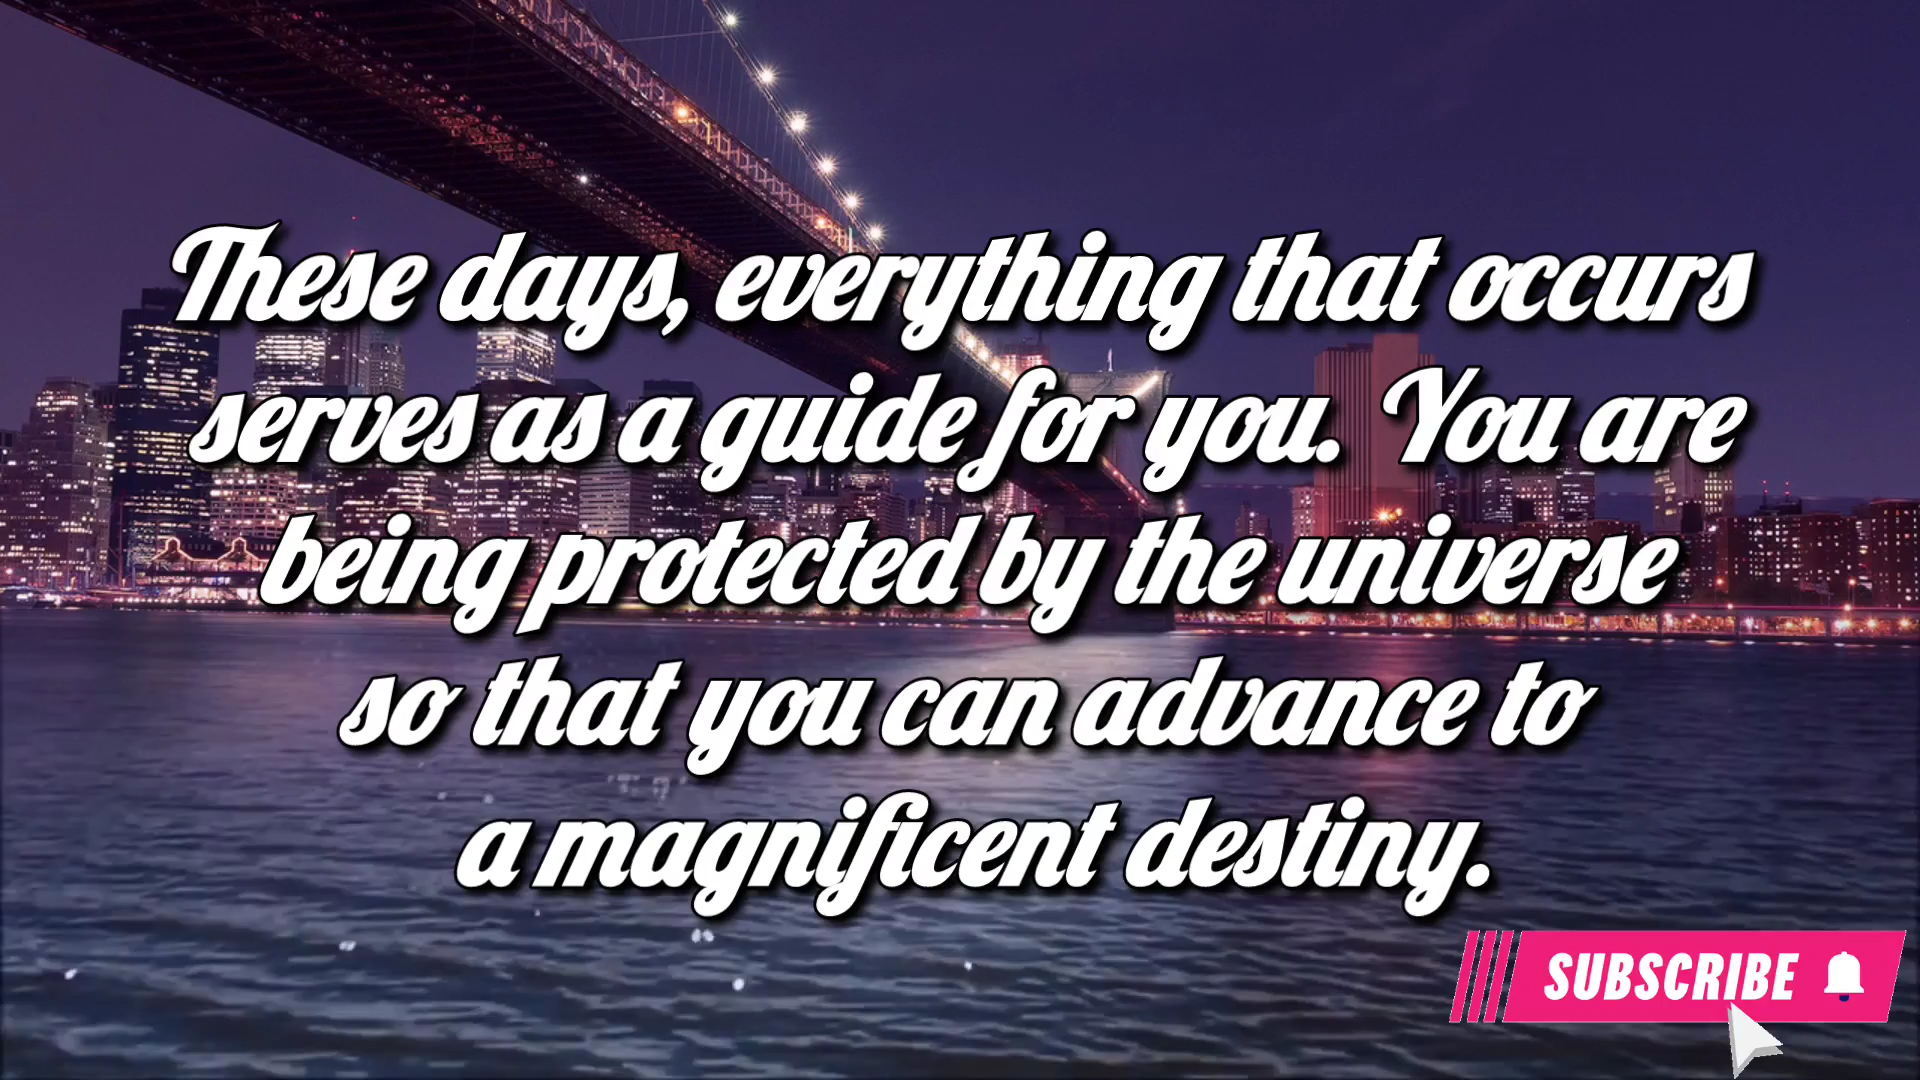 These days, everything that occurs
serves as a guide for you. You are
being protected by the universe
so that you can advance to
a magnificent destiny.
SUBSCRIBE